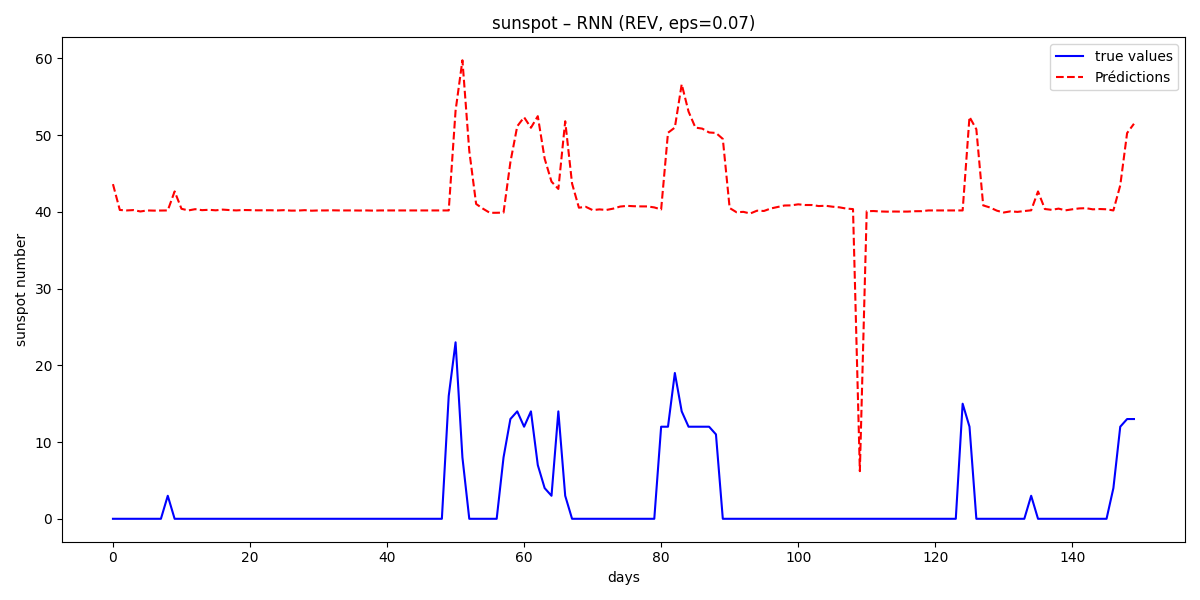 sunspot – RNN (REV, eps=0.07)
true values
Prédictions
sunspot number
60
50
40
30
20
10
0
0 20 40 60 80 100 120 140
days